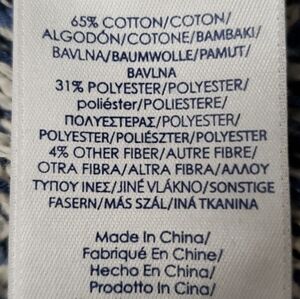 65% COTTON/COTON/
ALGODÓN/COTONE/BAMBAKI/
BAVLNA/BAUMWOLLE/PAMUT/
BAVLNA
31% POLYESTER/POLYESTER/
poliéster/POLIESTERE/
ΠΟΛΥΕΣΤΕΡΑΣ/POLYESTER/
POLYESTER/POLIÉSZTER/POLYESTER
4% OTHER FIBER/AUTRE FIBRE/
OTRA FIBRA/ALTRA FIBRA/ΑΛΛΟΥ
ΤΥΠΟΥ ΙΝΕΣ/JINÉ VLÁKNO/SONSTIGE
FASERN/MÁS SZÁL/INÁ TKANINA
Made In China/
Fabriqué En Chine/
Hecho En China/
Prodotto In Cina/